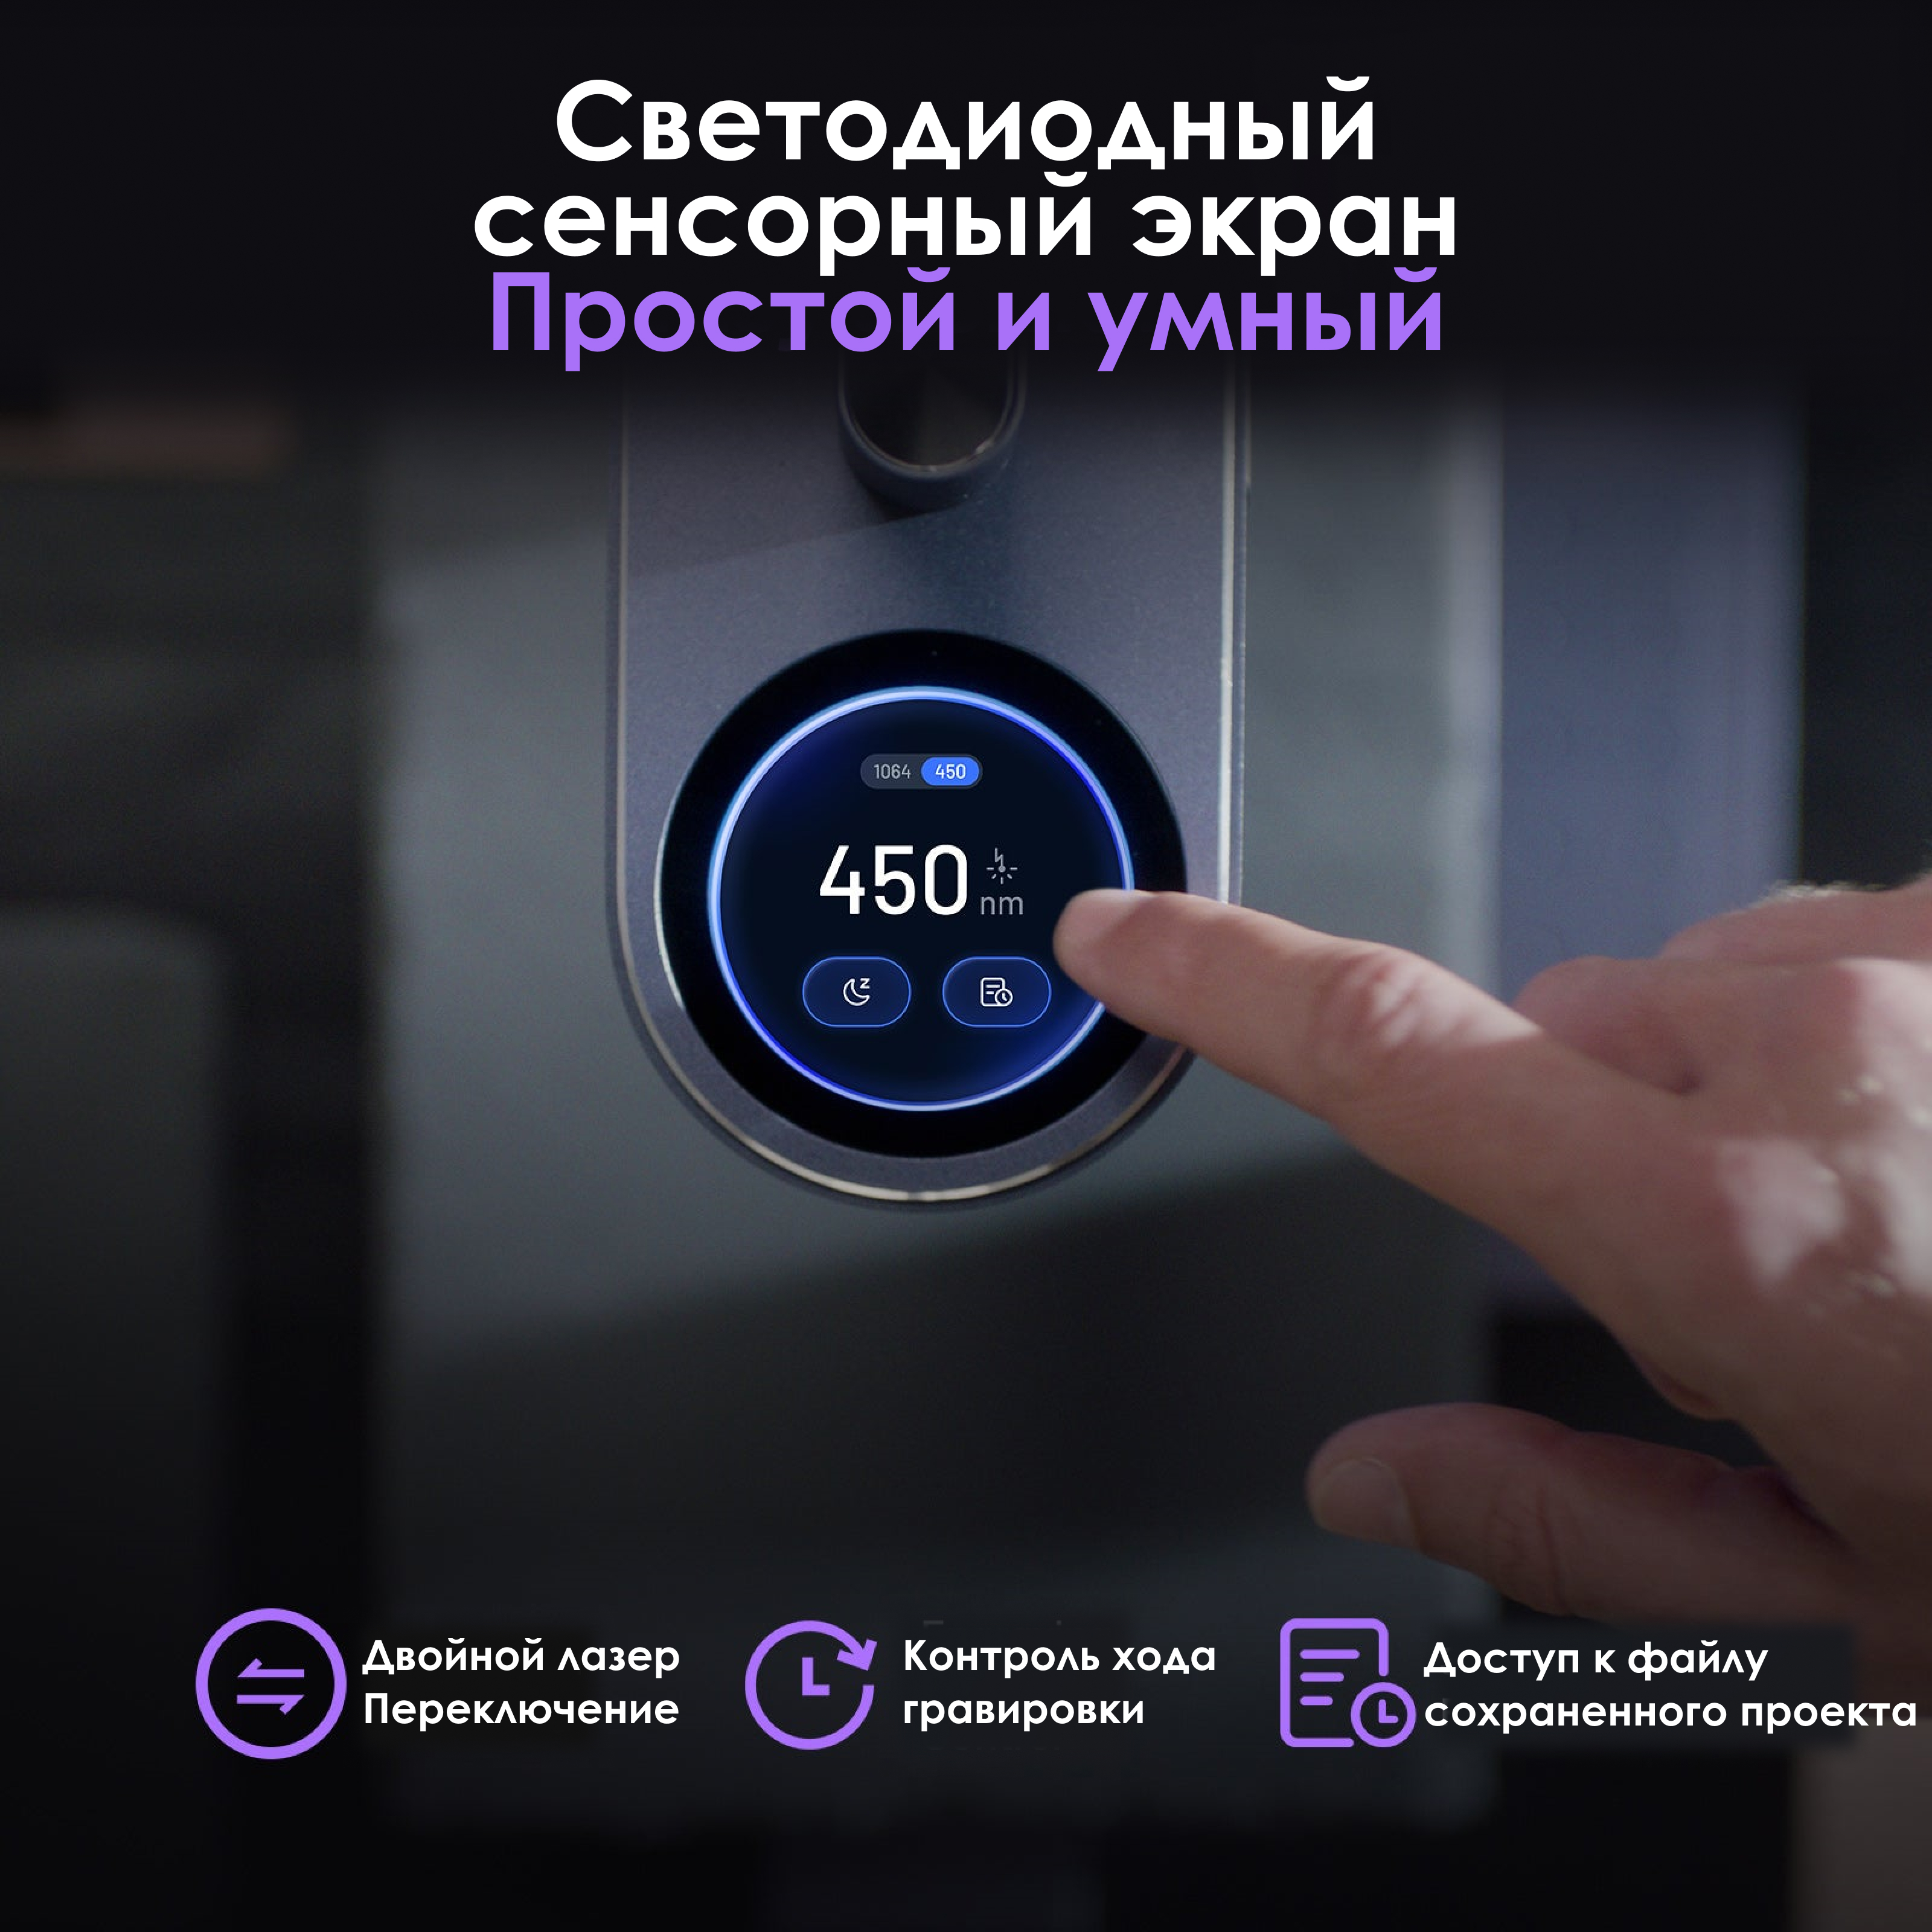 Светодиодный
сенсорный экран
Простой и умный
1064 450
450 nm
Двойной лазер
Переключение
Контроль хода
гравировки
Доступ к файлу
сохраненного проекта